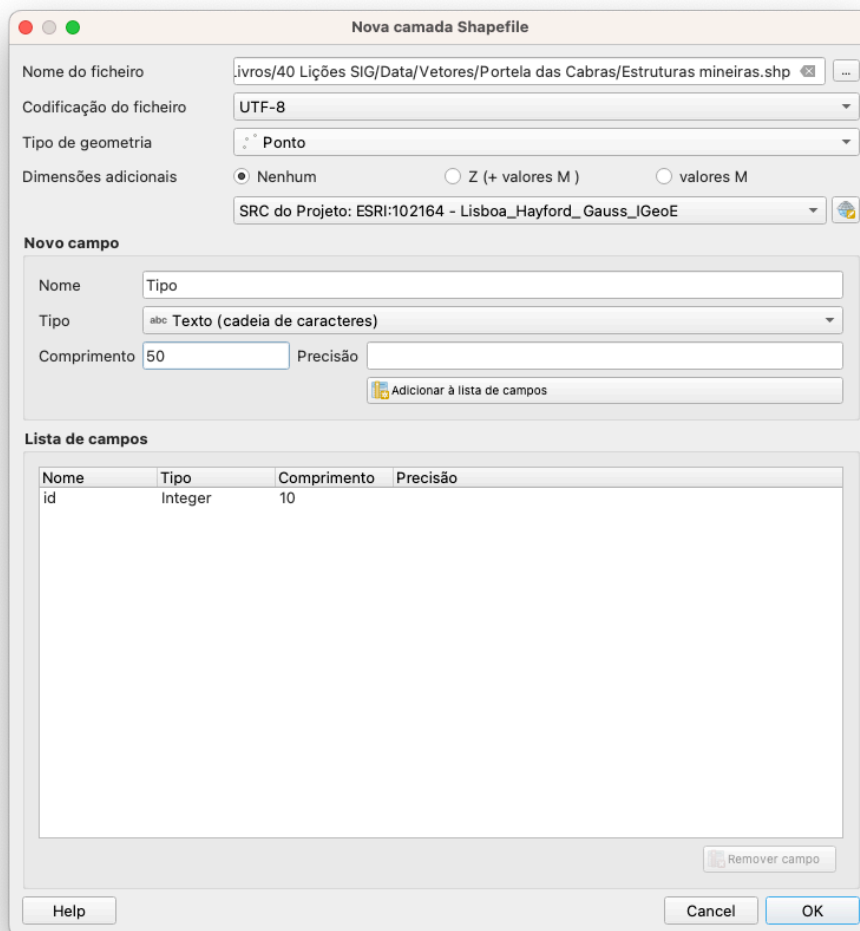 Nova camada Shapefile
Nome do ficheiro .ivros/40 Lições SIG/Data/Vetores/Portela das Cabras/Estruturas mineiras.shp ...
Codificação do ficheiro UTF-8
Tipo de geometria Ponto
Dimensões adicionais Nenhum Z (+ valores M ) valores M
SRC do Projeto: ESRI:102164 - Lisboa_Hayford_Gauss_IGeoE
Novo campo
Nome Tipo
Tipo abc Texto (cadeia de caracteres)
Comprimento 50 Precisão
Adicionar à lista de campos
Lista de campos
Nome Tipo Comprimento Precisão
id Integer 10
Remover campo
Help Cancel OK